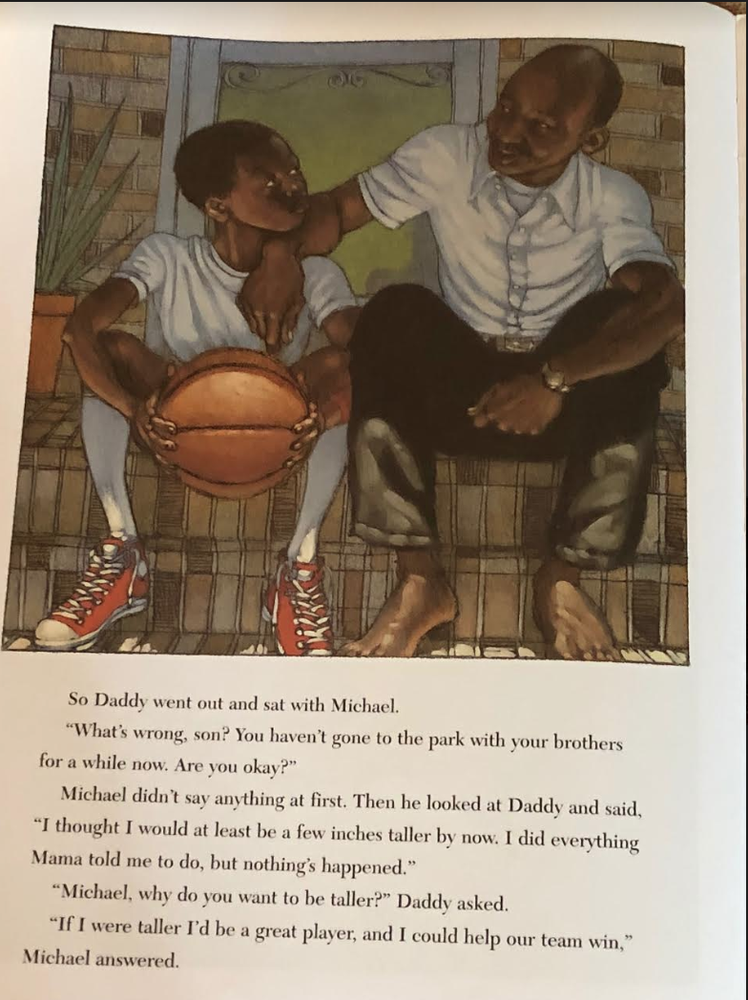 So Daddy went out and sat with Michael.
“What’s wrong, son? You haven’t gone to the park with your brothers
for a while now. Are you okay?”
Michael didn’t say anything at first. Then he looked at Daddy and said,
“I thought I would at least be a few inches taller by now. I did everything
Mama told me to do, but nothing’s happened.”
“Michael, why do you want to be taller?” Daddy asked.
“If I were taller I’d be a great player, and I could help our team win,”
Michael answered.